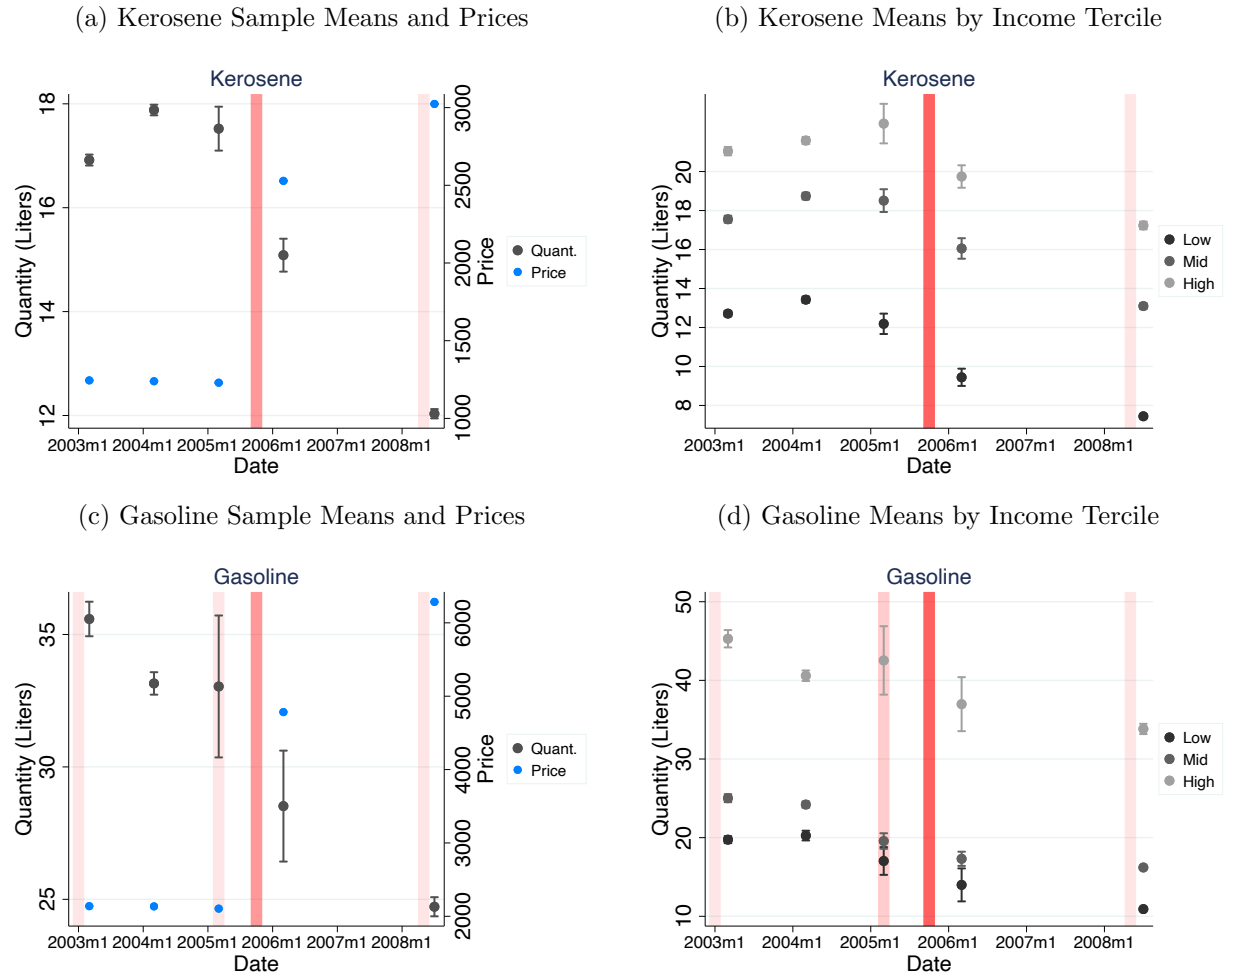 (a) Kerosene Sample Means and Prices
Kerosene
18
16
14
12
Quantity (Liters)
3000
2500
2000
1500
1000
Price
Quant.
Price
2003m1 2004m1 2005m1 2006m1 2007m1 2008m1
Date
(b) Kerosene Means by Income Tercile
Kerosene
20
18
16
14
12
10
8
Quantity (Liters)
Low
Mid
High
2003m1 2004m1 2005m1 2006m1 2007m1 2008m1
Date
(c) Gasoline Sample Means and Prices
Gasoline
35
30
25
Quantity (Liters)
6000
5000
4000
3000
2000
Price
Quant.
Price
2003m1 2004m1 2005m1 2006m1 2007m1 2008m1
Date
(d) Gasoline Means by Income Tercile
Gasoline
50
40
30
20
10
Quantity (Liters)
Low
Mid
High
2003m1 2004m1 2005m1 2006m1 2007m1 2008m1
Date